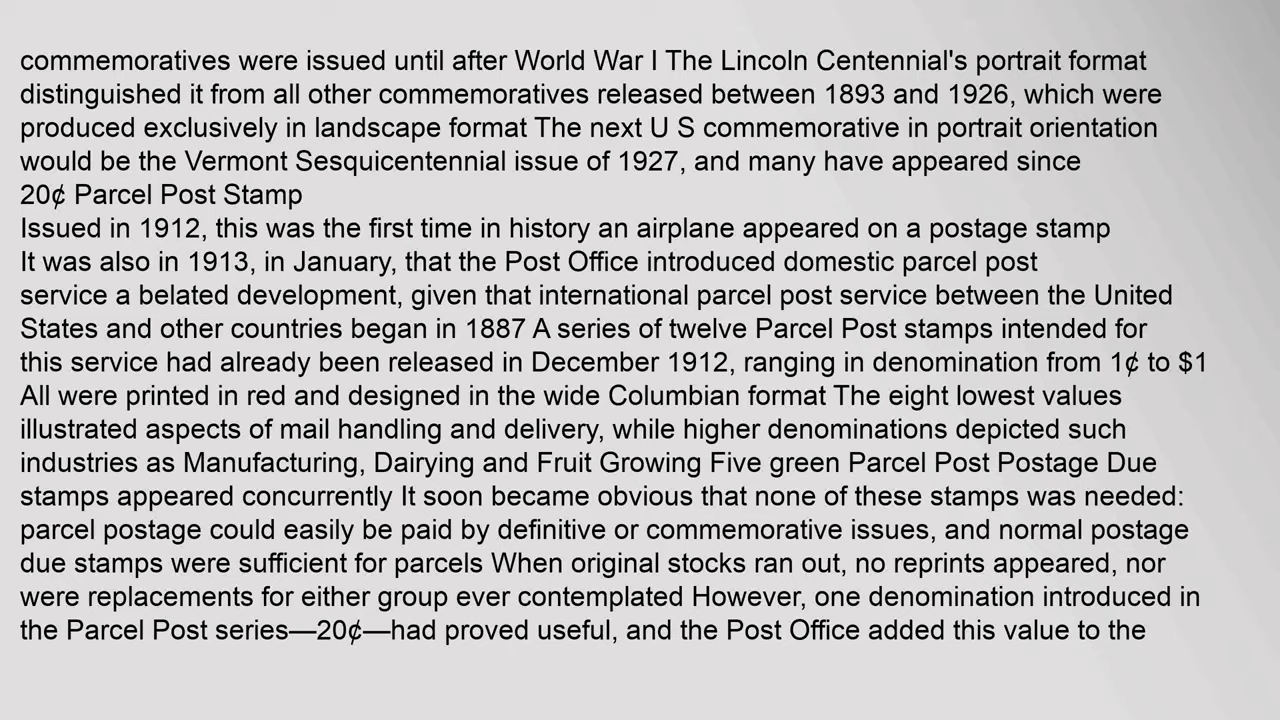 commemoratives were issued until after World War I The Lincoln Centennial's portrait format
distinguished it from all other commemoratives released between 1893 and 1926, which were
produced exclusively in landscape format The next U S commemorative in portrait orientation
would be the Vermont Sesquicentennial issue of 1927, and many have appeared since
20¢ Parcel Post Stamp
Issued in 1912, this was the first time in history an airplane appeared on a postage stamp
It was also in 1913, in January, that the Post Office introduced domestic parcel post
service a belated development, given that international parcel post service between the United
States and other countries began in 1887 A series of twelve Parcel Post stamps intended for
this service had already been released in December 1912, ranging in denomination from 1¢ to $1
All were printed in red and designed in the wide Columbian format The eight lowest values
illustrated aspects of mail handling and delivery, while higher denominations depicted such
industries as Manufacturing, Dairying and Fruit Growing Five green Parcel Post Postage Due
stamps appeared concurrently It soon became obvious that none of these stamps was needed:
parcel postage could easily be paid by definitive or commemorative issues, and normal postage
due stamps were sufficient for parcels When original stocks ran out, no reprints appeared, nor
were replacements for either group ever contemplated However, one denomination introduced in
the Parcel Post series—20¢—had proved useful, and the Post Office added this value to the